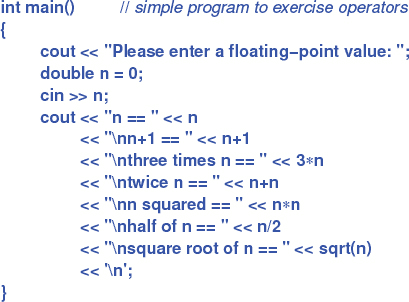 int main()          // simple program to exercise operators
{
        cout << "Please enter a floating–point value: ";
        double n = 0;
        cin >> n;
        cout << "n == " << n
                << "\nn+1 == " << n+1
                << "\nthree times n == " << 3∗n
                << "\ntwice n == " << n+n
                << "\nn squared == " << n∗n
                << "\nhalf of n == " << n/2
                << "\nsquare root of n == " << sqrt(n)
                << '\n';
}